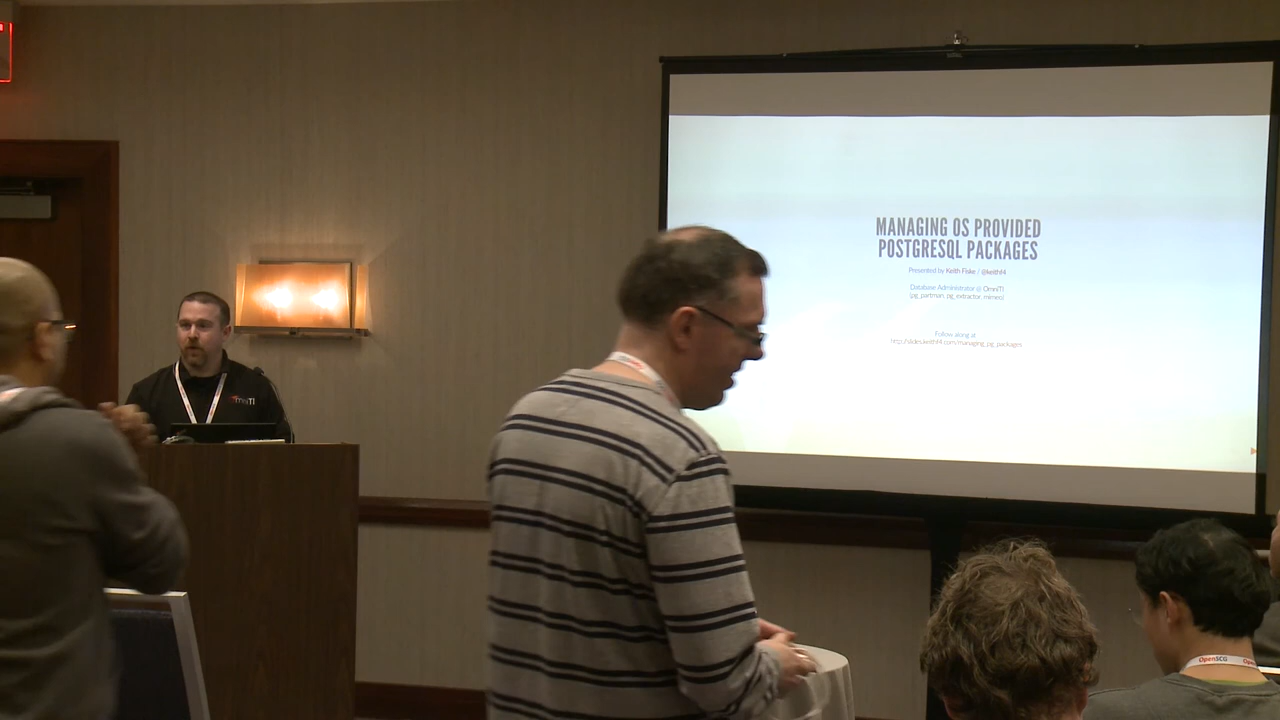 MANAGING OS PROVIDED
POSTGRESQL PACKAGES
Presented by Keith Fiske / @keithf4
Database Administrator @ OmniTI
(pg_partman, pg_extractor, mimeo)
Follow along at
http://slides.keithf4.com/managing_pg_packages
OmniTI
OpenSCG